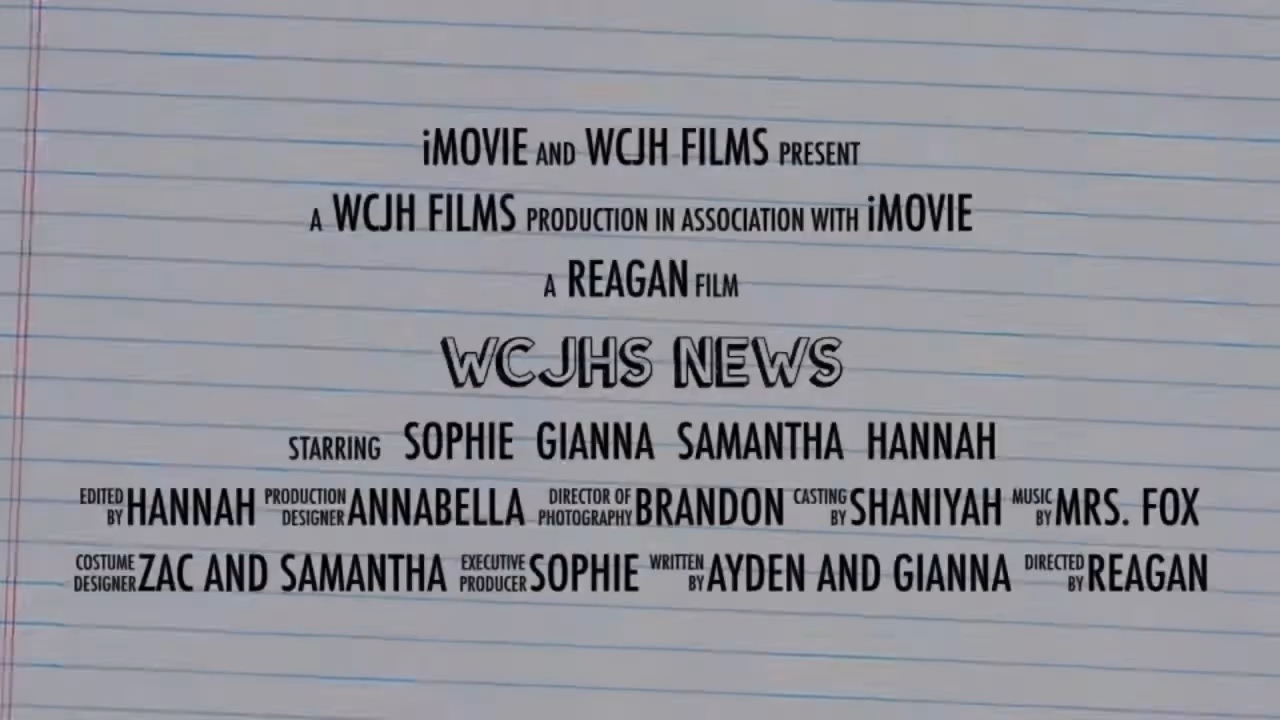 iMOVIE AND WCJH FILMS PRESENT
A WCJH FILMS PRODUCTION IN ASSOCIATION WITH iMOVIE
A REAGAN FILM
WCJHS NEWS
STARRING SOPHIE GIANNA SAMANTHA HANNAH
EDITED BY HANNAH PRODUCTION DESIGNER ANNABELLA DIRECTOR OF PHOTOGRAPHY BRANDON CASTING BY SHANIYAH MUSIC BY MRS. FOX
COSTUME DESIGNER ZAC AND SAMANTHA EXECUTIVE PRODUCER SOPHIE WRITTEN BY AYDEN AND GIANNA DIRECTED BY REAGAN